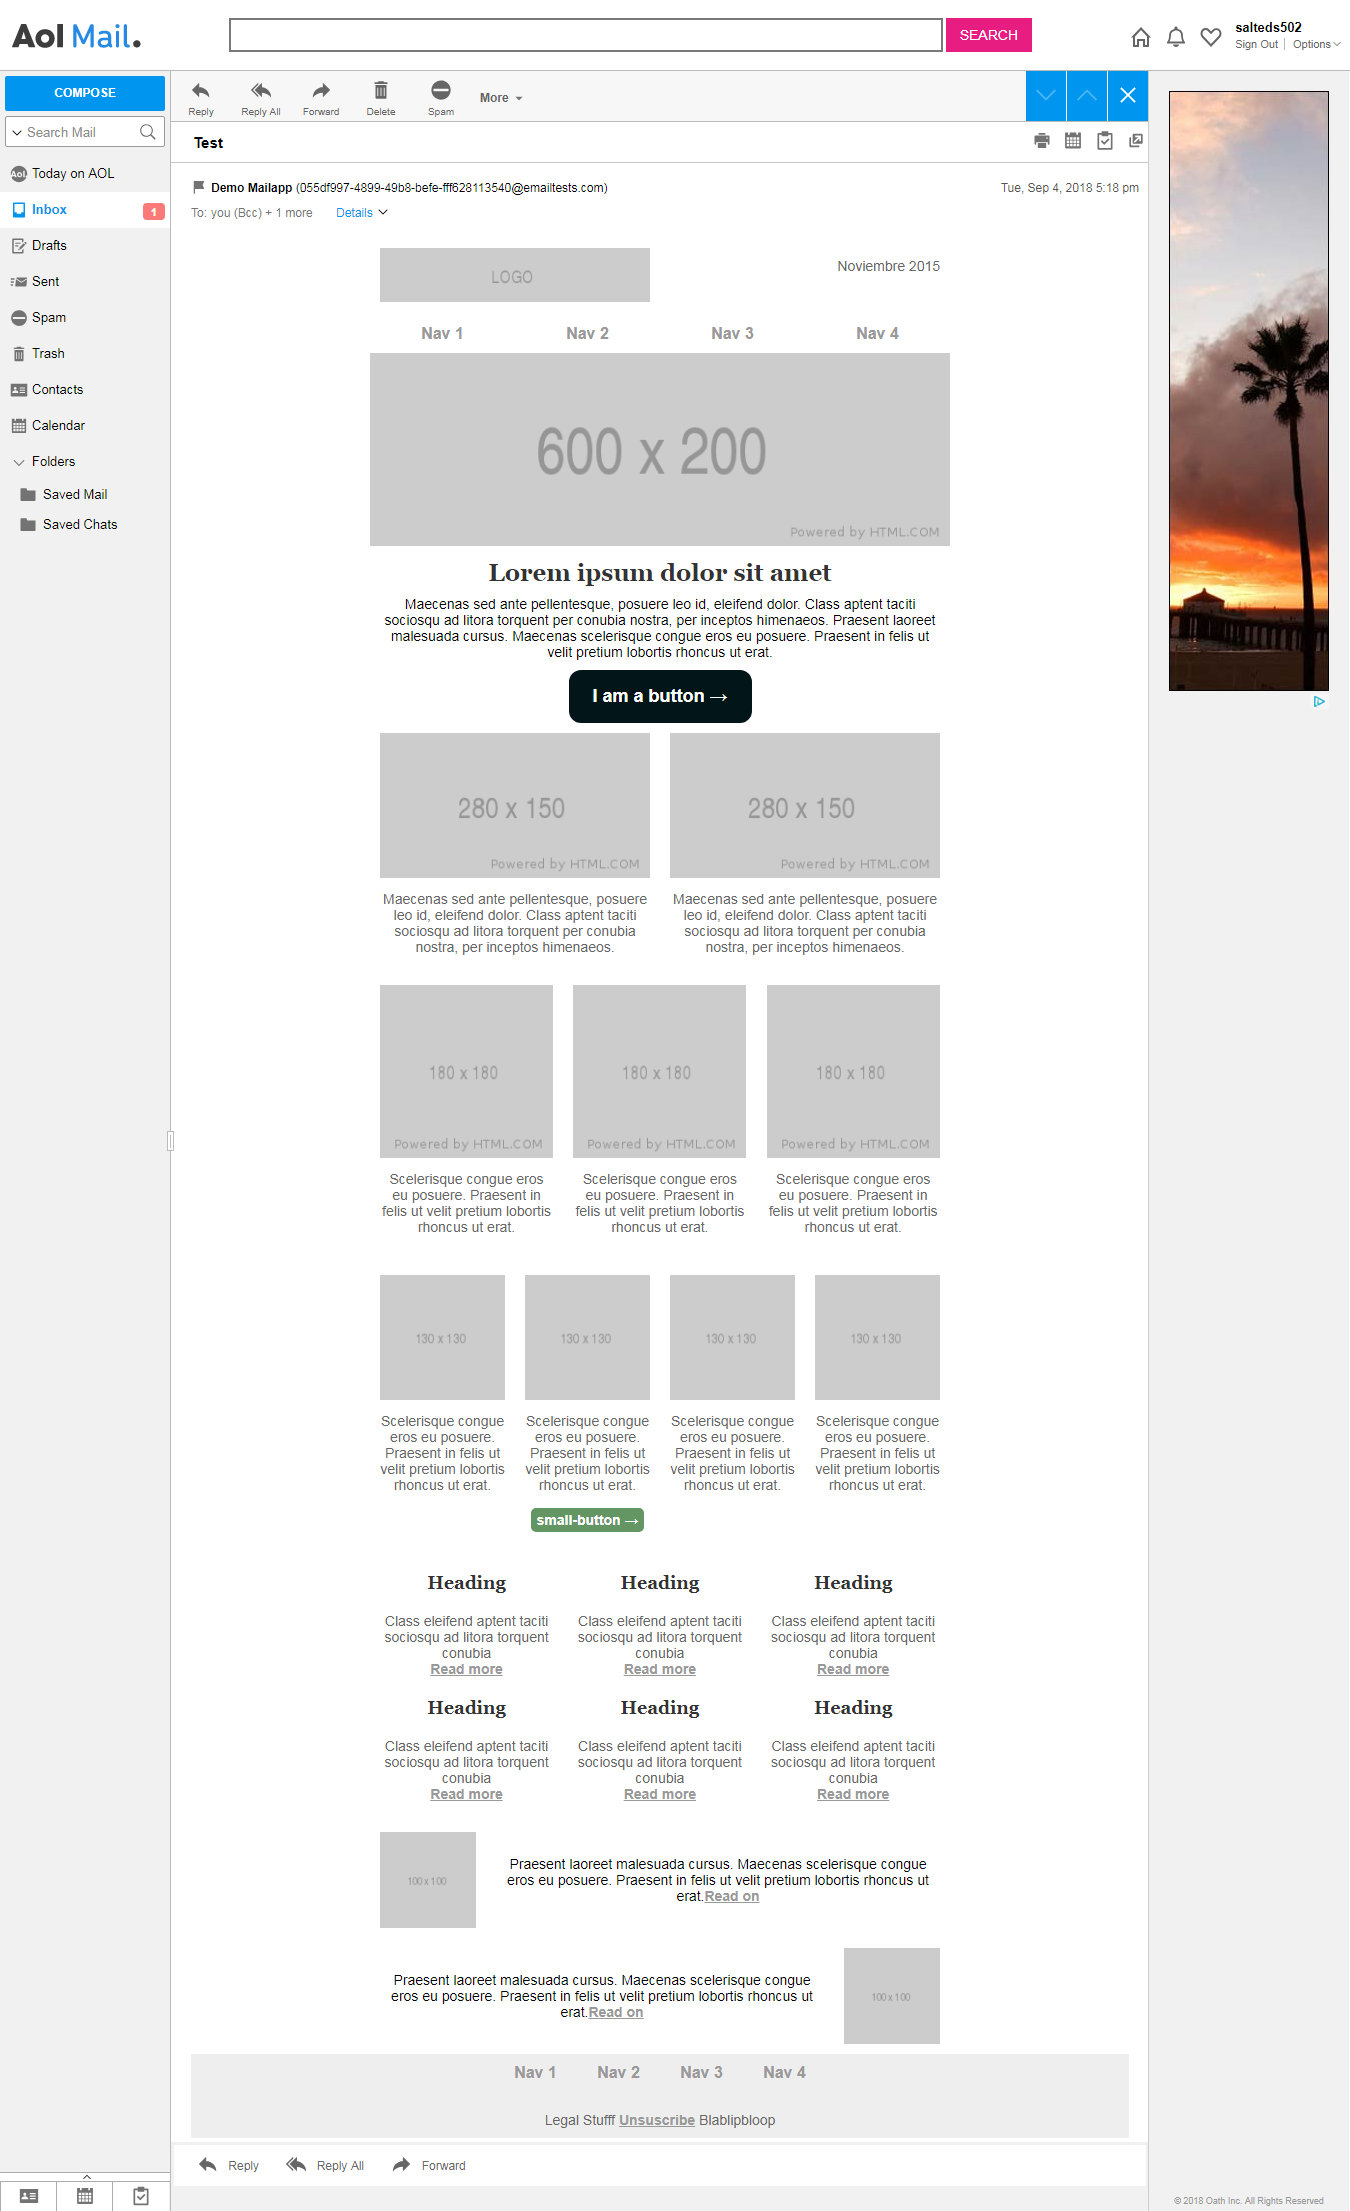 Aol Mail.
SEARCH
salteds502
Sign Out | Options
COMPOSE
Search Mail
Today on AOL
Inbox 1
Drafts
Sent
Spam
Trash
Contacts
Calendar
Folders
Saved Mail
Saved Chats
Reply Reply All Forward Delete Spam More
Test
Demo Mailapp (055df997-4899-49b8-befe-fff628113540@emailtests.com) Tue, Sep 4, 2018 5:18 pm
To: you (Bcc) + 1 more Details
LOGO Noviembre 2015
Nav 1 Nav 2 Nav 3 Nav 4
600 x 200
Powered by HTML.COM
Lorem ipsum dolor sit amet
Maecenas sed ante pellentesque, posuere leo id, eleifend dolor. Class aptent taciti
sociosqu ad litora torquent per conubia nostra, per inceptos himenaeos. Praesent laoreet
malesuada cursus. Maecenas scelerisque congue eros eu posuere. Praesent in felis ut
velit pretium lobortis rhoncus ut erat.
I am a button →
280 x 150
Powered by HTML.COM
Maecenas sed ante pellentesque, posuere
leo id, eleifend dolor. Class aptent taciti
sociosqu ad litora torquent per conubia
nostra, per inceptos himenaeos.
280 x 150
Powered by HTML.COM
Maecenas sed ante pellentesque, posuere
leo id, eleifend dolor. Class aptent taciti
sociosqu ad litora torquent per conubia
nostra, per inceptos himenaeos.
180 x 180
Powered by HTML.COM
Scelerisque congue eros
eu posuere. Praesent in
felis ut velit pretium lobortis
rhoncus ut erat.
180 x 180
Powered by HTML.COM
Scelerisque congue eros
eu posuere. Praesent in
felis ut velit pretium lobortis
rhoncus ut erat.
180 x 180
Powered by HTML.COM
Scelerisque congue eros
eu posuere. Praesent in
felis ut velit pretium lobortis
rhoncus ut erat.
130 x 130
Scelerisque congue
eros eu posuere.
Praesent in felis ut
velit pretium lobortis
rhoncus ut erat.
130 x 130
Scelerisque congue
eros eu posuere.
Praesent in felis ut
velit pretium lobortis
rhoncus ut erat.
small-button →
130 x 130
Scelerisque congue
eros eu posuere.
Praesent in felis ut
velit pretium lobortis
rhoncus ut erat.
130 x 130
Scelerisque congue
eros eu posuere.
Praesent in felis ut
velit pretium lobortis
rhoncus ut erat.
Heading
Class eleifend aptent taciti
sociosqu ad litora torquent
conubia
Read more
Heading
Class eleifend aptent taciti
sociosqu ad litora torquent
conubia
Read more
Heading
Class eleifend aptent taciti
sociosqu ad litora torquent
conubia
Read more
Heading
Class eleifend aptent taciti
sociosqu ad litora torquent
conubia
Read more
Heading
Class eleifend aptent taciti
sociosqu ad litora torquent
conubia
Read more
Heading
Class eleifend aptent taciti
sociosqu ad litora torquent
conubia
Read more
100 x 100
Praesent laoreet malesuada cursus. Maecenas scelerisque congue
eros eu posuere. Praesent in felis ut velit pretium lobortis rhoncus ut
erat.Read on
Praesent laoreet malesuada cursus. Maecenas scelerisque congue
eros eu posuere. Praesent in felis ut velit pretium lobortis rhoncus ut
erat.Read on
100 x 100
Nav 1 Nav 2 Nav 3 Nav 4
Legal Stufff Unsuscribe Blablipbloop
Reply Reply All Forward
© 2018 Oath Inc. All Rights Reserved